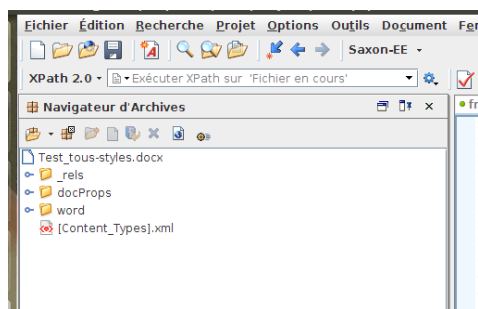 Fichier Édition Recherche Projet Options Outils Document
Saxon-EE
XPath 2.0 Exécuter XPath sur 'Fichier en cours'
Navigateur d'Archives
Test_tous-styles.docx
_rels
docProps
word
[Content_Types].xml